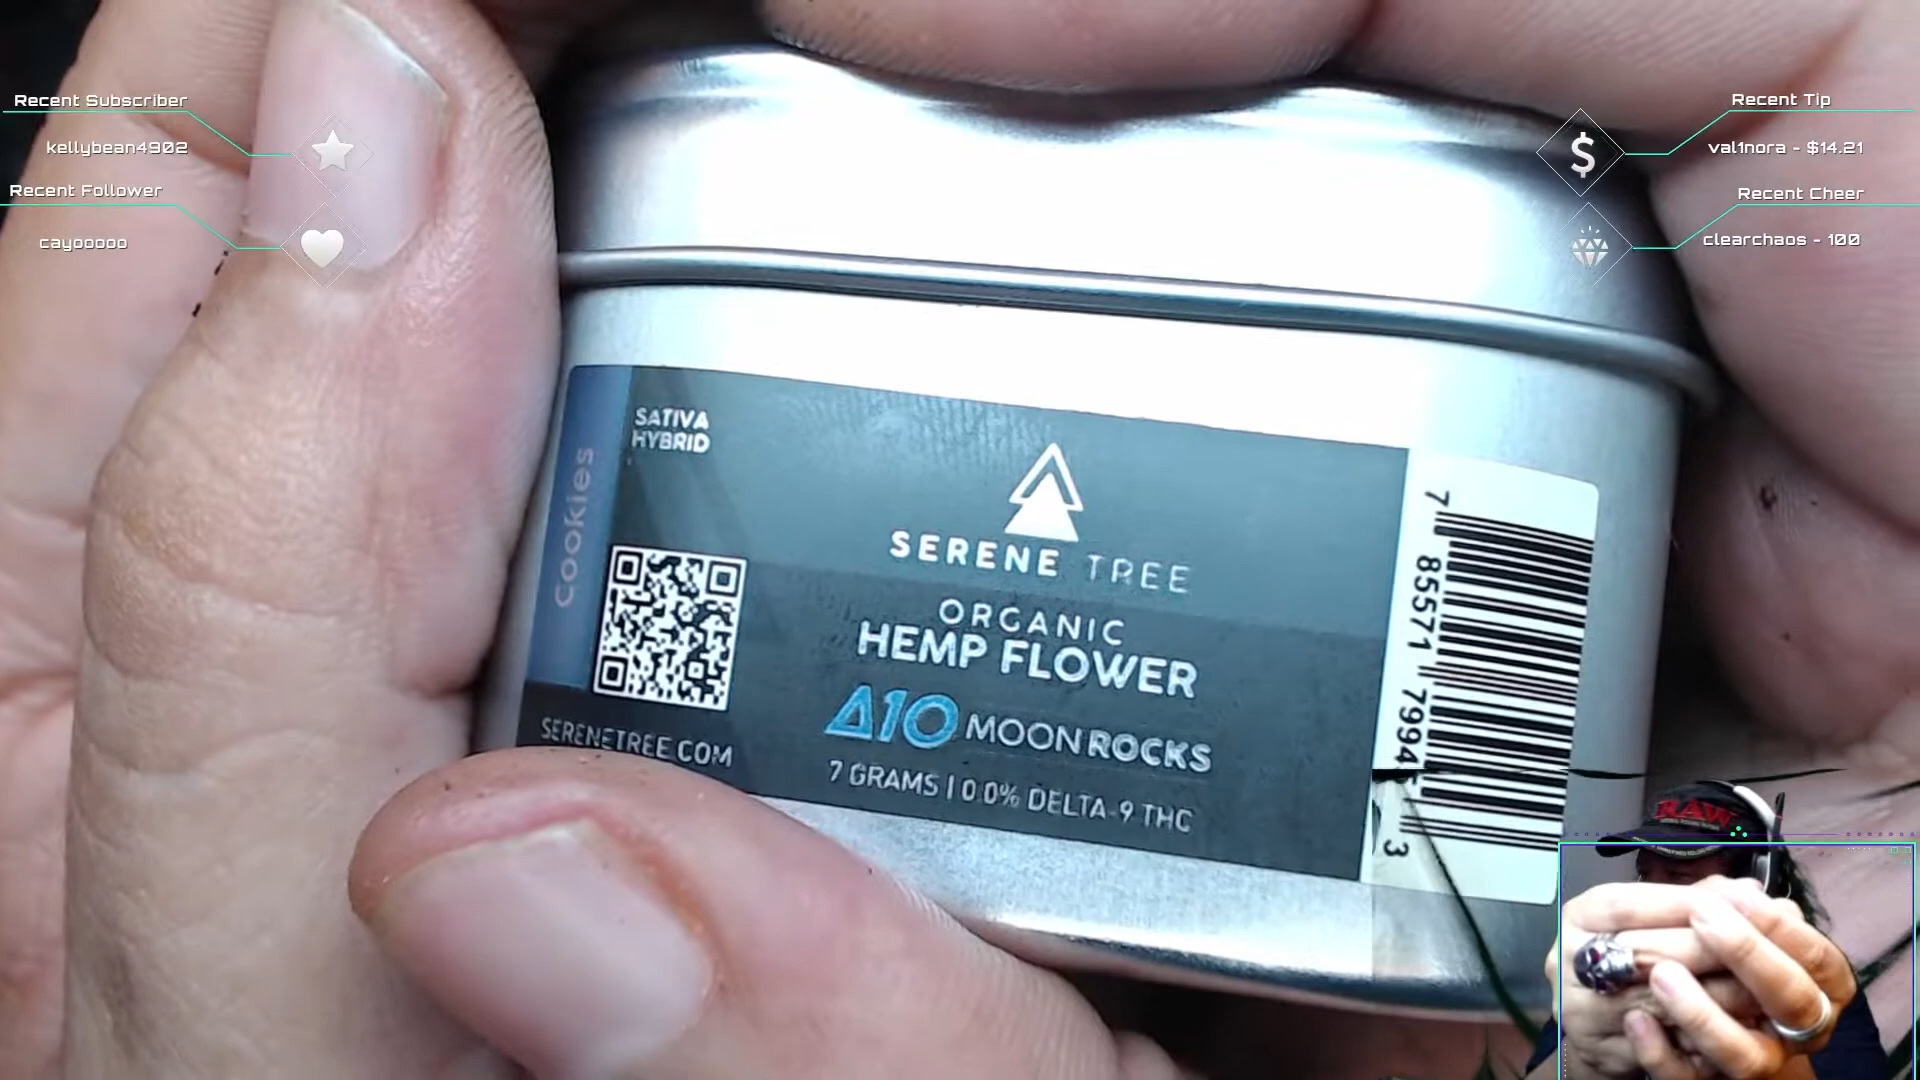 Recent Subscriber
kellybean4902
Recent Follower
cayooooo
Recent Tip
$
val1nora - $14.21
Recent Cheer
clearchaos - 100
SATIVA
HYBRID
Cookies
SERENE TREE
ORGANIC
HEMP FLOWER
Δ10 MOON ROCKS
7 GRAMS | 0.0% DELTA-9 THC
SERENETREE.COM
7 85571 7994
3
RAW